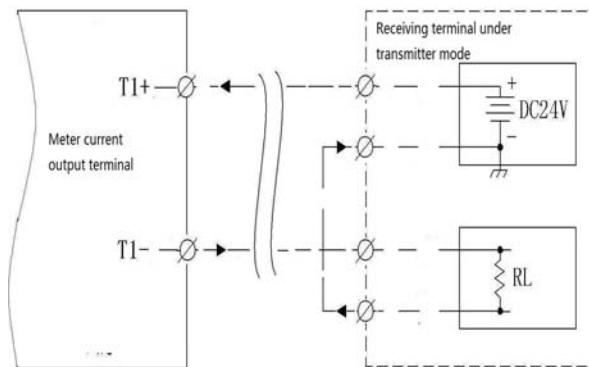 Receiving terminal under
transmitter mode
T1+
+
DC24V
Meter current
output terminal
-
T1-
RL